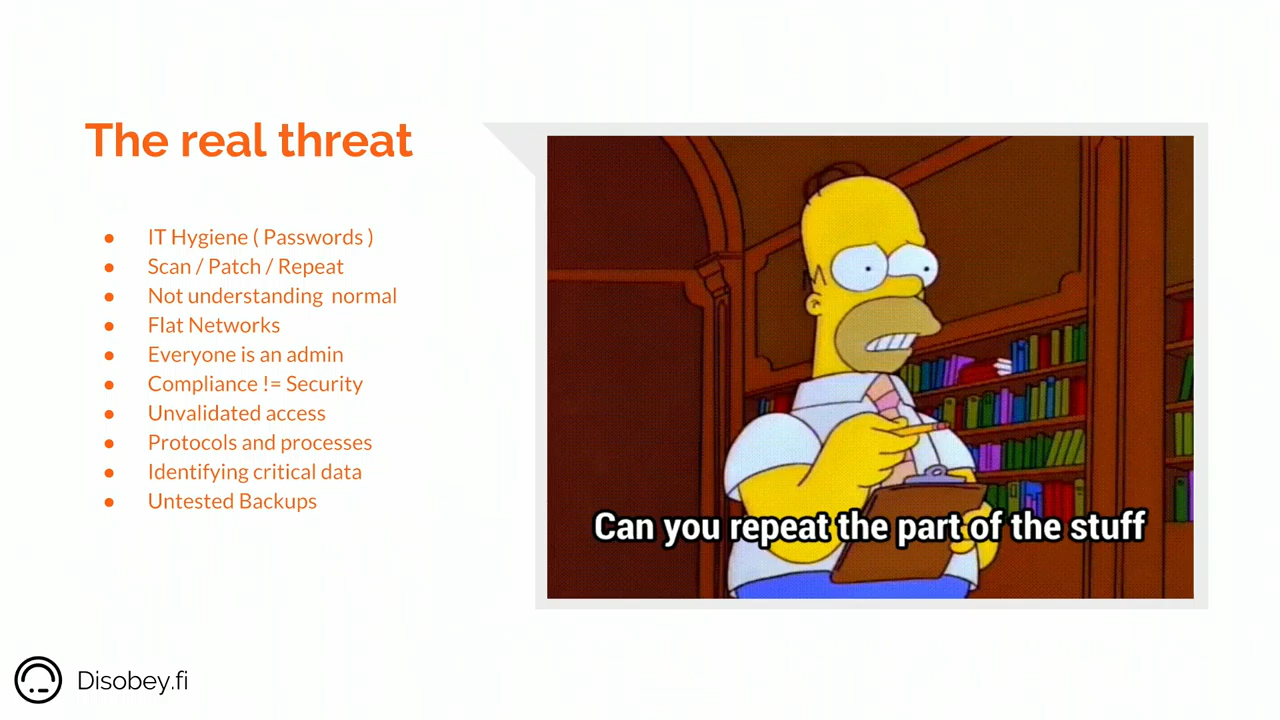 The real threat
IT Hygiene ( Passwords )
Scan / Patch / Repeat
Not understanding normal
Flat Networks
Everyone is an admin
Compliance != Security
Unvalidated access
Protocols and processes
Identifying critical data
Untested Backups
Can you repeat the part of the stuff
Disobey.fi